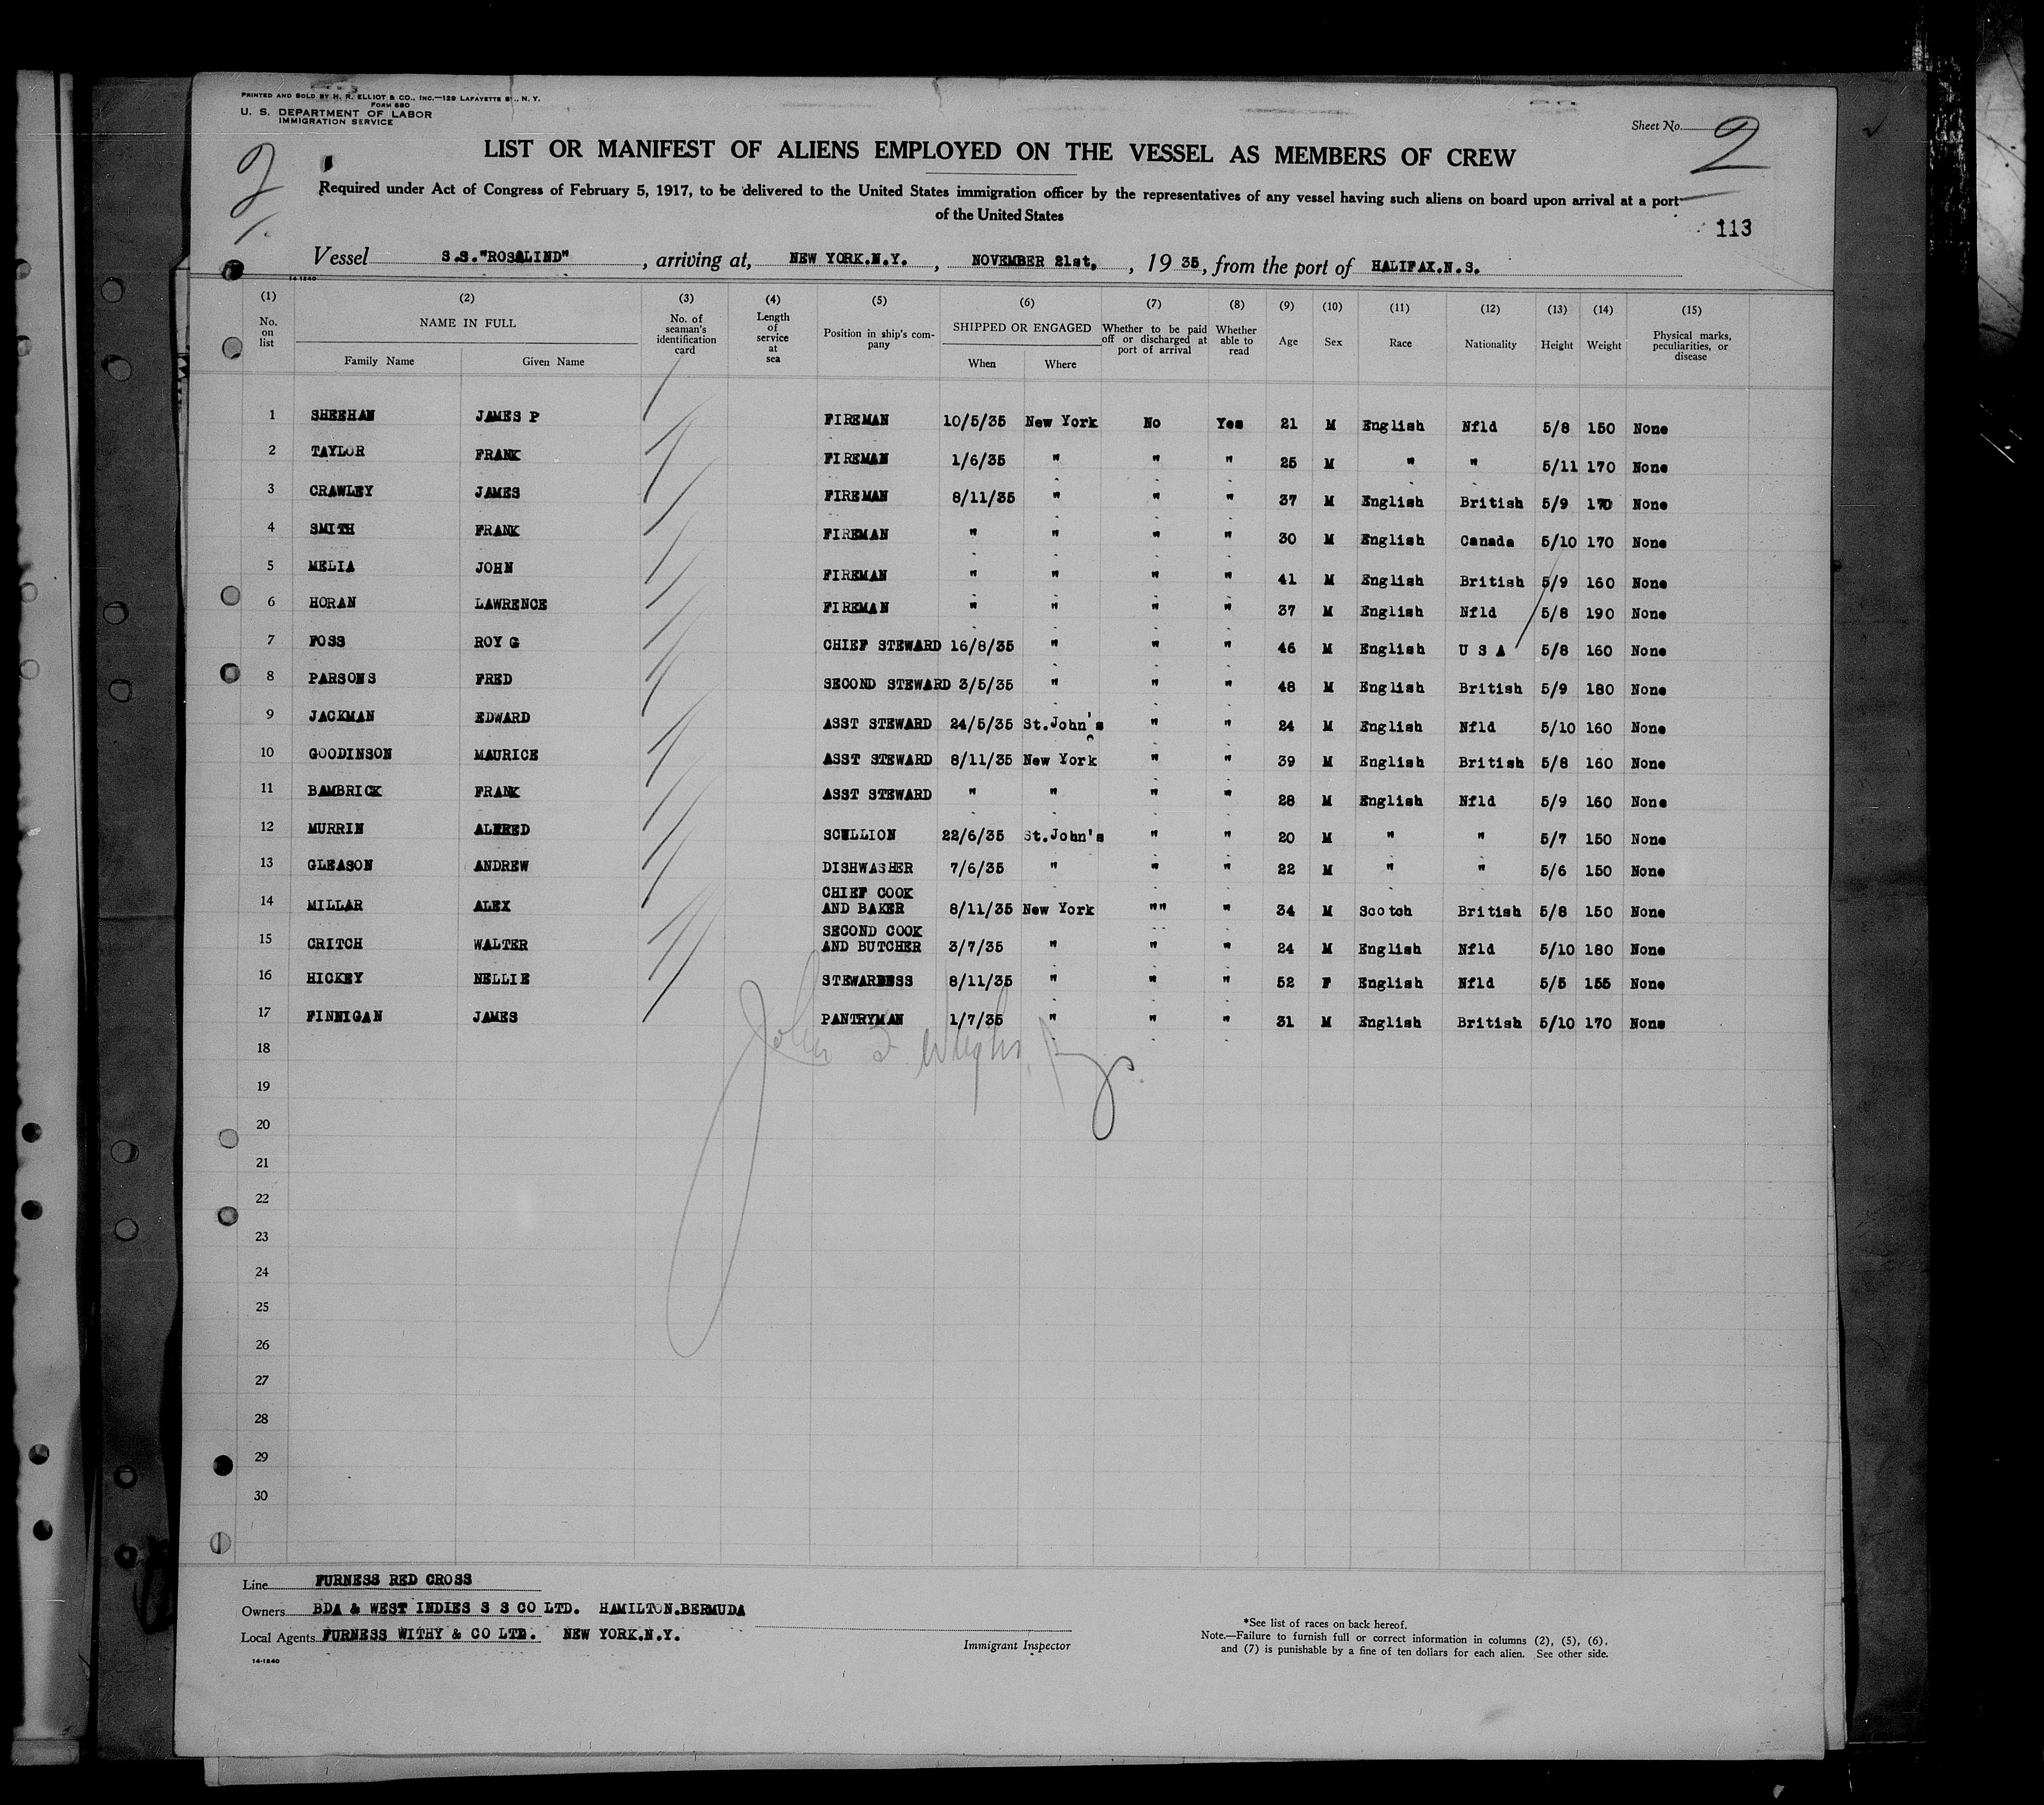 PRINTED AND SOLD BY H. R. ELLIOT & CO., INC.—129 LAFAYETTE ST., N. Y.
FORM 680
U. S. DEPARTMENT OF LABOR
IMMIGRATION SERVICE
Sheet No. 2
2
LIST OR MANIFEST OF ALIENS EMPLOYED ON THE VESSEL AS MEMBERS OF CREW
Required under Act of Congress of February 5, 1917, to be delivered to the United States immigration officer by the representatives of any vessel having such aliens on board upon arrival at a port
of the United States
113
Vessel S.S."ROSALIND", arriving at, NEW YORK.N.Y., NOVEMBER 21st, , 1935, from the port of HALIFAX.N.S.
14-1240
(1) (2) (3) (4) (5) (6) (7) (8) (9) (10) (11) (12) (13) (14) (15)
No. on list NAME IN FULL Family Name Given Name No. of seaman's identification card Length of service at sea Position in ship's company SHIPPED OR ENGAGED When Where Whether to be paid off or discharged at port of arrival Whether able to read Age Sex Race Nationality Height Weight Physical marks, peculiarities, or disease
1 SHEEHAN JAMES P FIREMAN 10/5/35 New York No Yes 21 M English Nfld 5/8 150 None
2 TAYLOR FRANK FIREMAN 1/6/35 " " " 25 M " " 5/11 170 None
3 CRAWLEY JAMES FIREMAN 8/11/35 " " " 37 M English British 5/9 170 None
4 SMITH FRANK FIREMAN " " " " 30 M English Canada 5/10 170 None
5 MELIA JOHN FIREMAN " " " " 41 M English British 5/9 160 None
6 HORAN LAWRENCE FIREMAN " " " " 37 M English Nfld 5/8 190 None
7 FOSS ROY G CHIEF STEWARD 16/8/35 " " " 46 M English U S A 5/8 160 None
8 PARSONS FRED SECOND STEWARD 3/5/35 " " " 48 M English British 5/9 180 None
9 JACKMAN EDWARD ASST STEWARD 24/5/35 St.John's " " 24 M English Nfld 5/10 160 None
10 GOODINSON MAURICE ASST STEWARD 8/11/35 New York " " 39 M English British 5/8 160 None
11 BAMBRICK FRANK ASST STEWARD " " " " 28 M English Nfld 5/9 160 None
12 MURRIN ALFRED SCULLION 22/6/35 St.John's " " 20 M " " 5/7 150 None
13 GLEASON ANDREW DISHWASHER 7/6/35 " " " 22 M " " 5/6 150 None
14 MILLAR ALEX CHIEF COOK AND BAKER 8/11/35 New York "" " 34 M Scotch British 5/8 150 None
15 CRITCH WALTER SECOND COOK AND BUTCHER 3/7/35 " " " 24 M English Nfld 5/10 180 None
16 HICKEY NELLIE STEWARDESS 8/11/35 " " " 52 F English Nfld 5/5 155 None
17 FINNIGAN JAMES PANTRYMAN 1/7/35 " " " 31 M English British 5/10 170 None
18
19
20
21
22
23
24
25
26
27
28
29
30
Line FURNESS RED CROSS
Owners BDA & WEST INDIES S S CO LTD. HAMILTON.BERMUDA
Local Agents FURNESS WITHY & CO LTD. NEW YORK.N.Y.
Immigrant Inspector
*See list of races on back hereof.
Note.—Failure to furnish full or correct information in columns (2), (5), (6),
and (7) is punishable by a fine of ten dollars for each alien. See other side.
14-1240